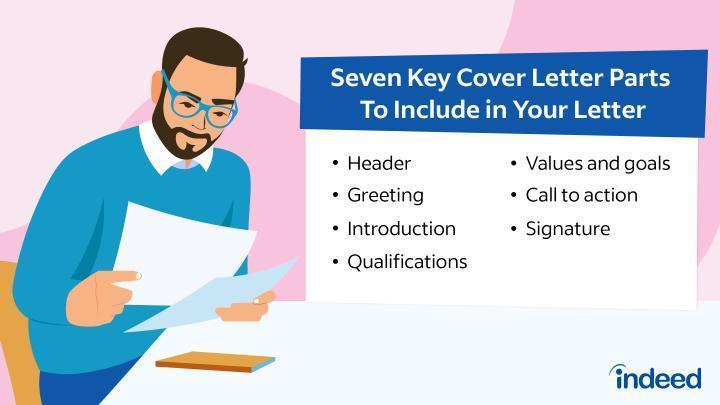 Seven Key Cover Letter Parts
To Include in Your Letter
• Header
• Greeting
• Introduction
• Qualifications
• Values and goals
• Call to action
• Signature
indeed